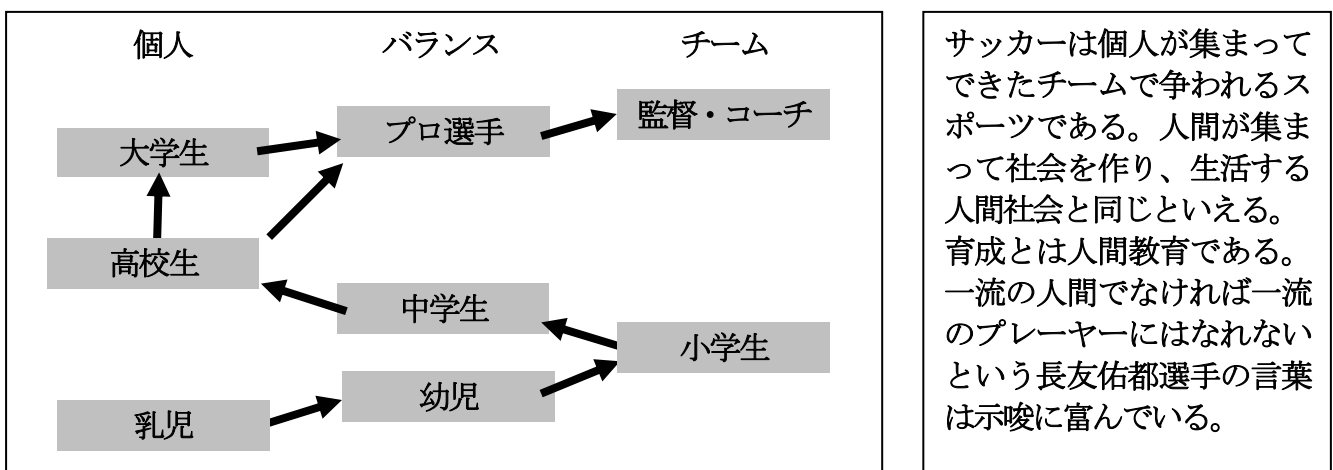 個人 バランス チーム
監督・コーチ
プロ選手
大学生
高校生
中学生
小学生
幼児
乳児
サッカーは個人が集まって
できたチームで争われるス
ポーツである。人間が集ま
って社会を作り、生活する
人間社会と同じといえる。
育成とは人間教育である。
一流の人間でなければ一流
のプレーヤーにはなれない
という長友佑都選手の言葉
は示唆に富んでいる。